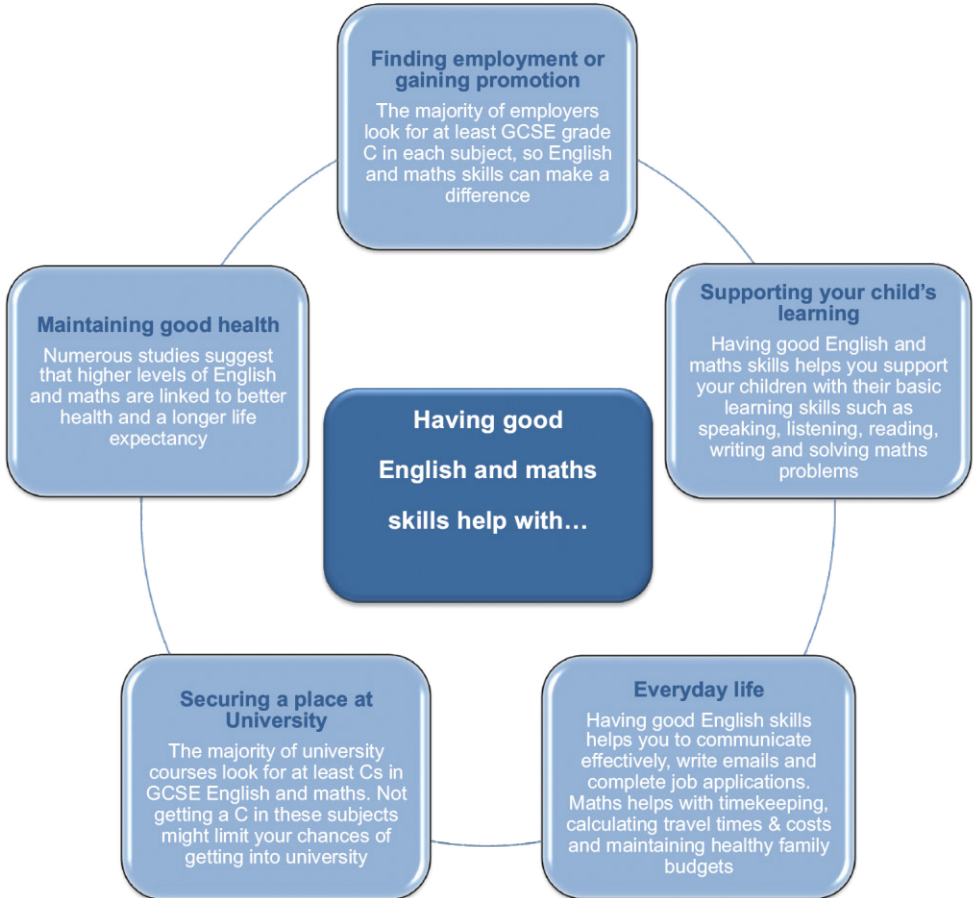 Finding employment or
gaining promotion
The majority of employers
look for at least GCSE grade
C in each subject, so English
and maths skills can make a
difference
Supporting your child's
learning
Having good English and
maths skills helps you support
your children with their basic
learning skills such as
speaking, listening, reading,
writing and solving maths
problems
Maintaining good health
Numerous studies suggest
that higher levels of English
and maths are linked to better
health and a longer life
expectancy
Having good
English and maths
skills help with…
Securing a place at
University
The majority of university
courses look for at least Cs in
GCSE English and maths. Not
getting a C in these subjects
might limit your chances of
getting into university
Everyday life
Having good English skills
helps you to communicate
effectively, write emails and
complete job applications.
Maths helps with timekeeping,
calculating travel times & costs
and maintaining healthy family
budgets